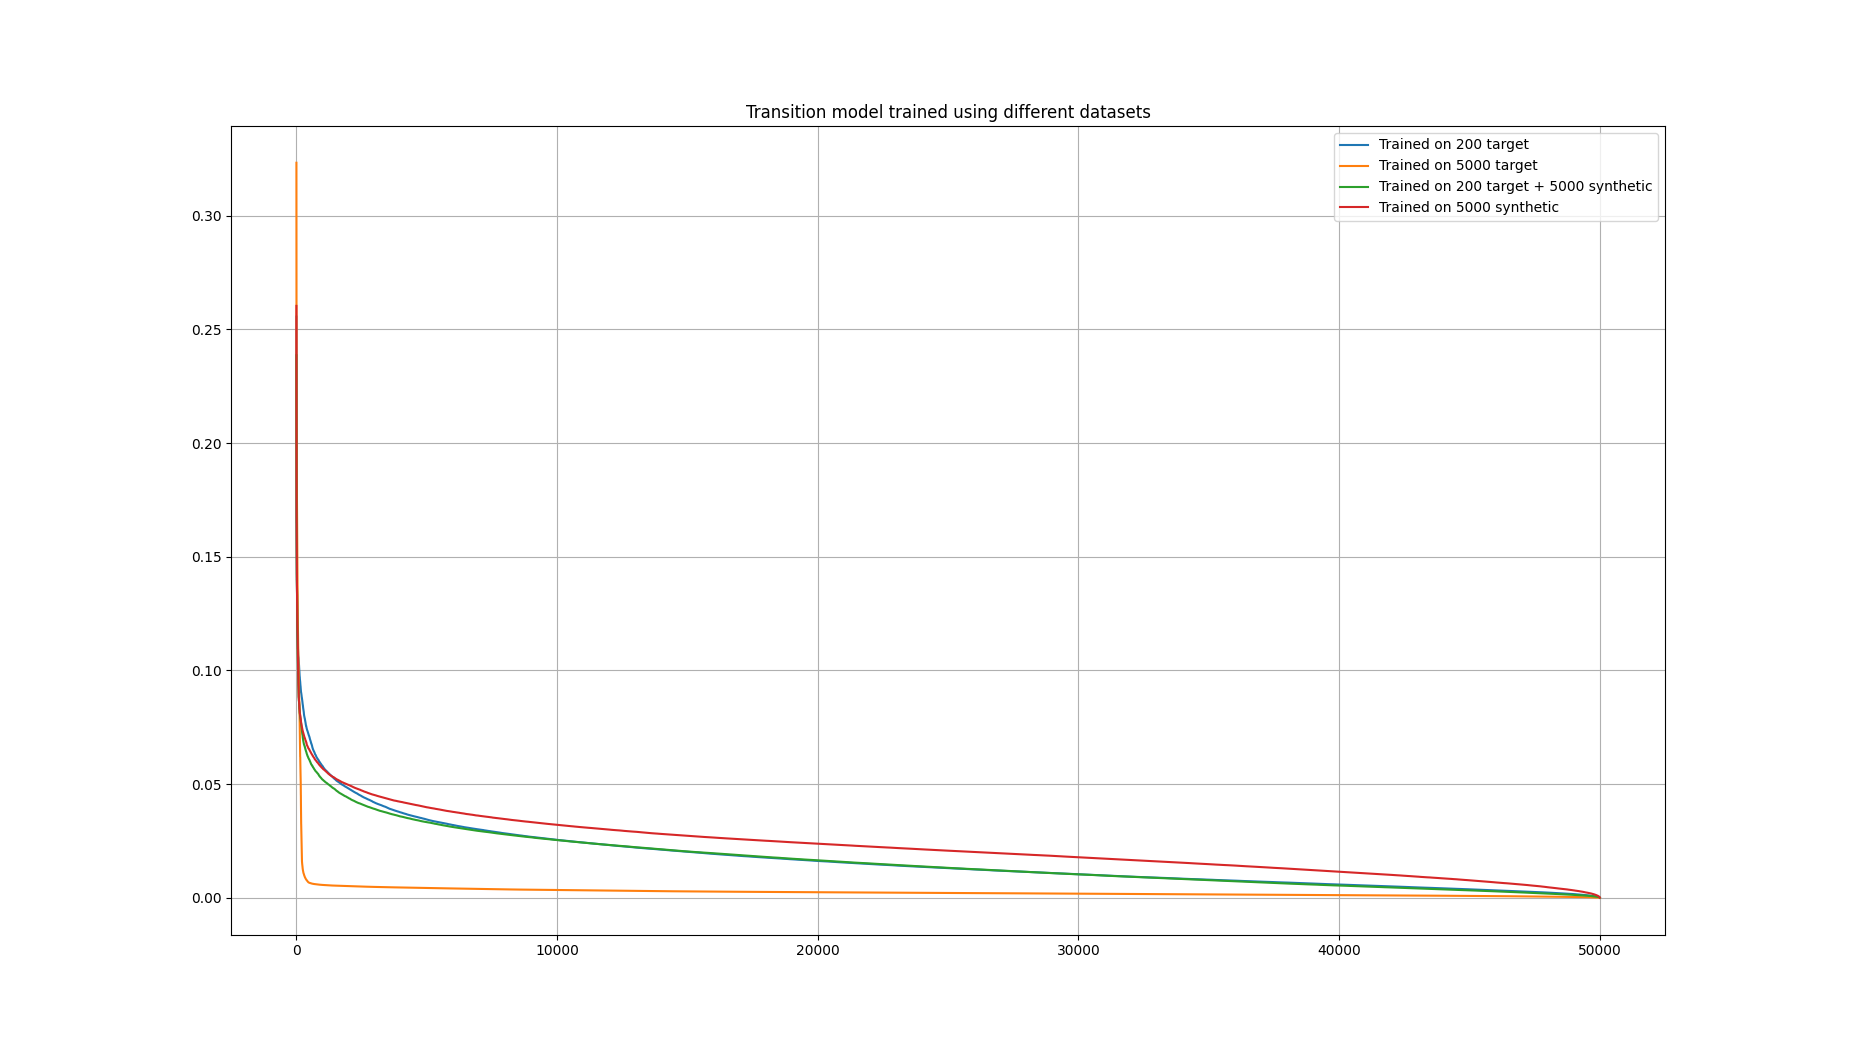 Transition model trained using different datasets
Trained on 200 target
Trained on 5000 target
Trained on 200 target + 5000 synthetic
Trained on 5000 synthetic
0.30
0.25
0.20
0.15
0.10
0.05
0.00
0 10000 20000 30000 40000 50000